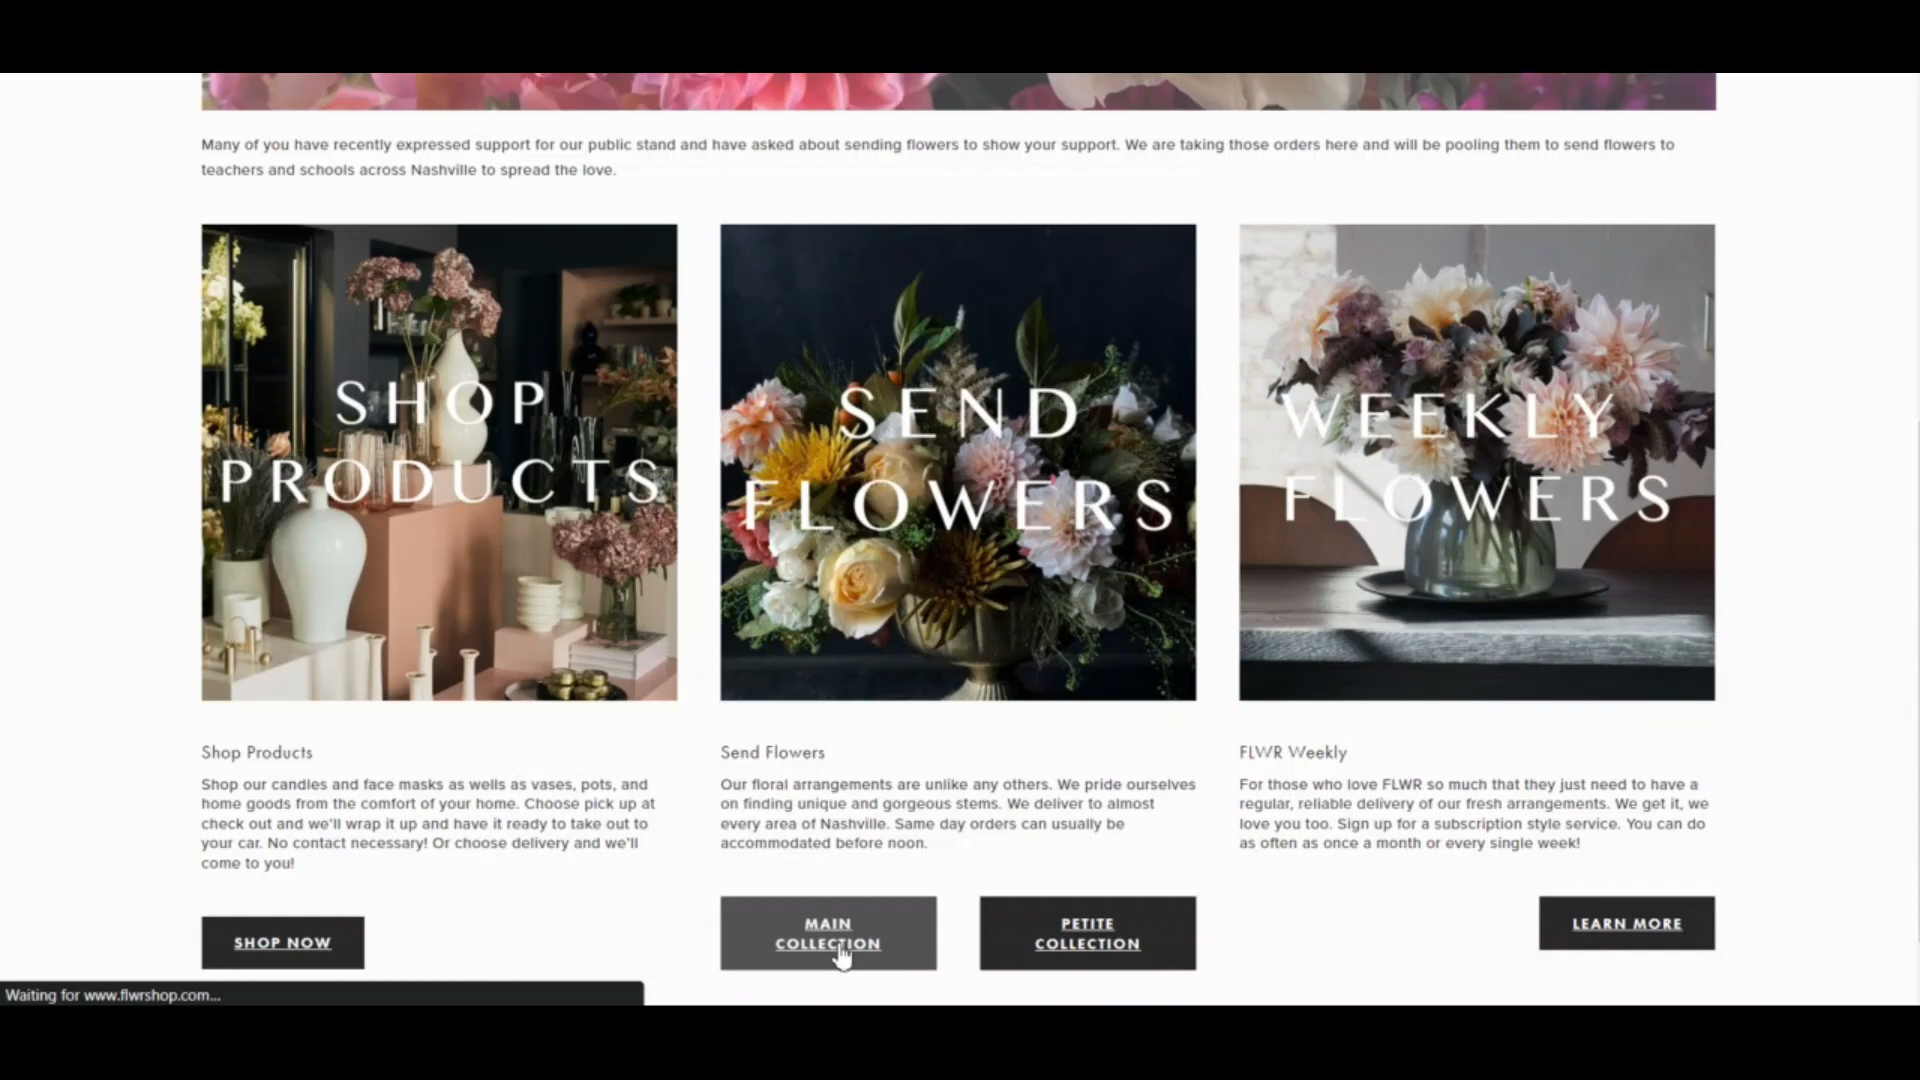 Many of you have recently expressed support for our public stand and have asked about sending flowers to show your support. We are taking those orders here and will be pooling them to send flowers to
teachers and schools across Nashville to spread the love.
SHOP
PRODUCTS
SEND
FLOWERS
WEEKLY
FLOWERS
Shop Products
Shop our candles and face masks as wells as vases, pots, and
home goods from the comfort of your home. Choose pick up at
check out and we'll wrap it up and have it ready to take out to
your car. No contact necessary! Or choose delivery and we'll
come to you!
SHOP NOW
Send Flowers
Our floral arrangements are unlike any others. We pride ourselves
on finding unique and gorgeous stems. We deliver to almost
every area of Nashville. Same day orders can usually be
accommodated before noon.
MAIN
COLLECTION
PETITE
COLLECTION
FLWR Weekly
For those who love FLWR so much that they just need to have a
regular, reliable delivery of our fresh arrangements. We get it, we
love you too. Sign up for a subscription style service. You can do
as often as once a month or every single week!
LEARN MORE
Waiting for www.flwrshop.com...